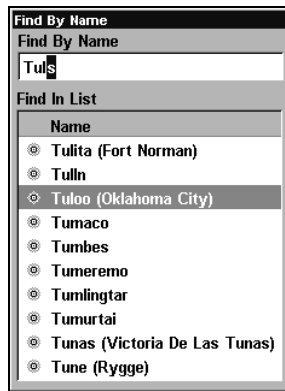 Find By Name
Find By Name
Tuls
Find In List
Name
Tulita (Fort Norman)
Tulln
Tuloo (Oklahoma City)
Tumaco
Tumbes
Tumeremo
Tumlingtar
Tumurtai
Tunas (Victoria De Las Tunas)
Tune (Rygge)